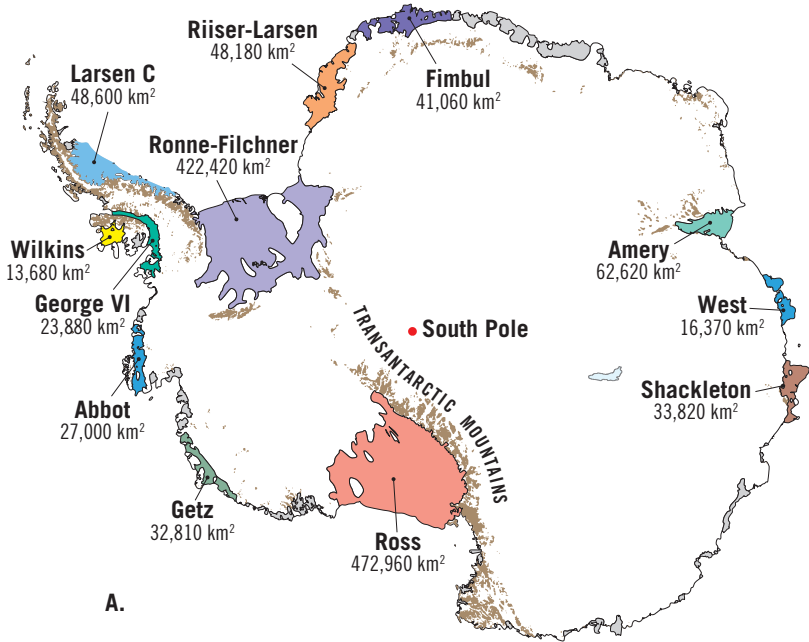 Riiser-Larsen
48,180 km²
Fimbul
41,060 km²
Larsen C
48,600 km²
Ronne-Filchner
422,420 km²
Wilkins
13,680 km²
George VI
23,880 km²
Amery
62,620 km²
West
16,370 km²
South Pole
TRANSANTARCTIC MOUNTAINS
Abbot
27,000 km²
Shackleton
33,820 km²
Getz
32,810 km²
Ross
472,960 km²
A.